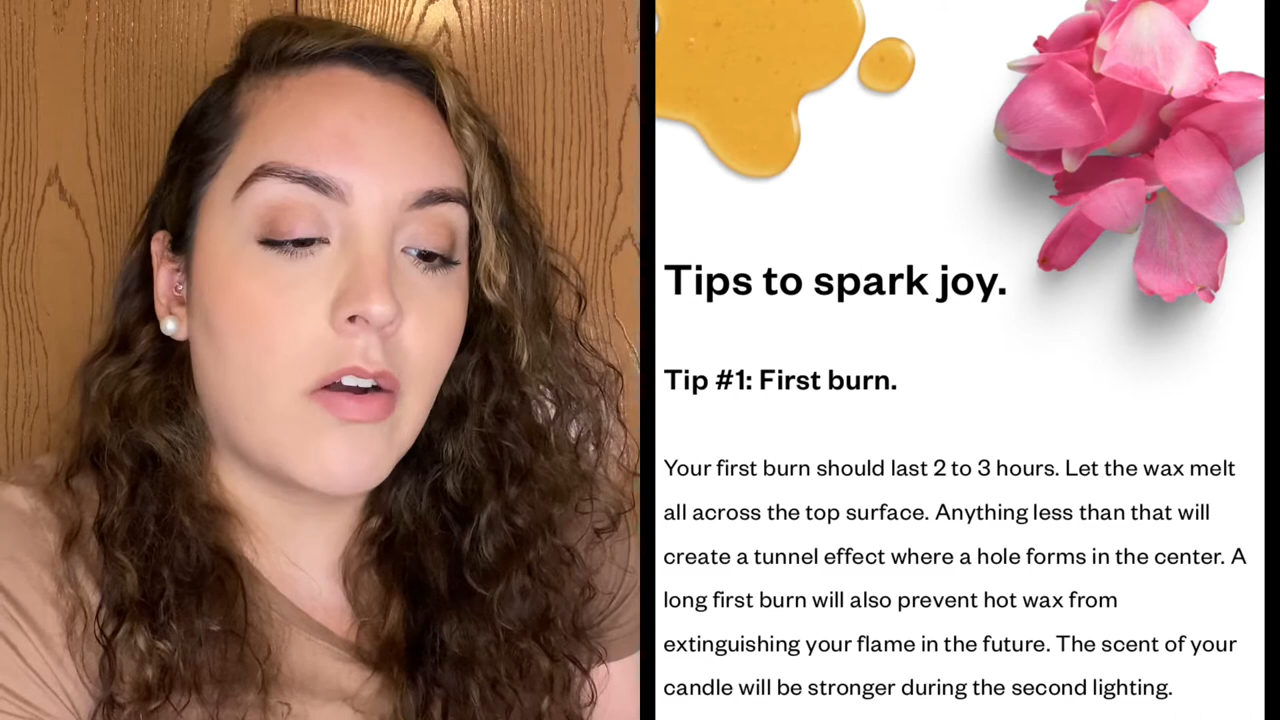 Tips to spark joy.
Tip #1: First burn.
Your first burn should last 2 to 3 hours. Let the wax melt
all across the top surface. Anything less than that will
create a tunnel effect where a hole forms in the center. A
long first burn will also prevent hot wax from
extinguishing your flame in the future. The scent of your
candle will be stronger during the second lighting.